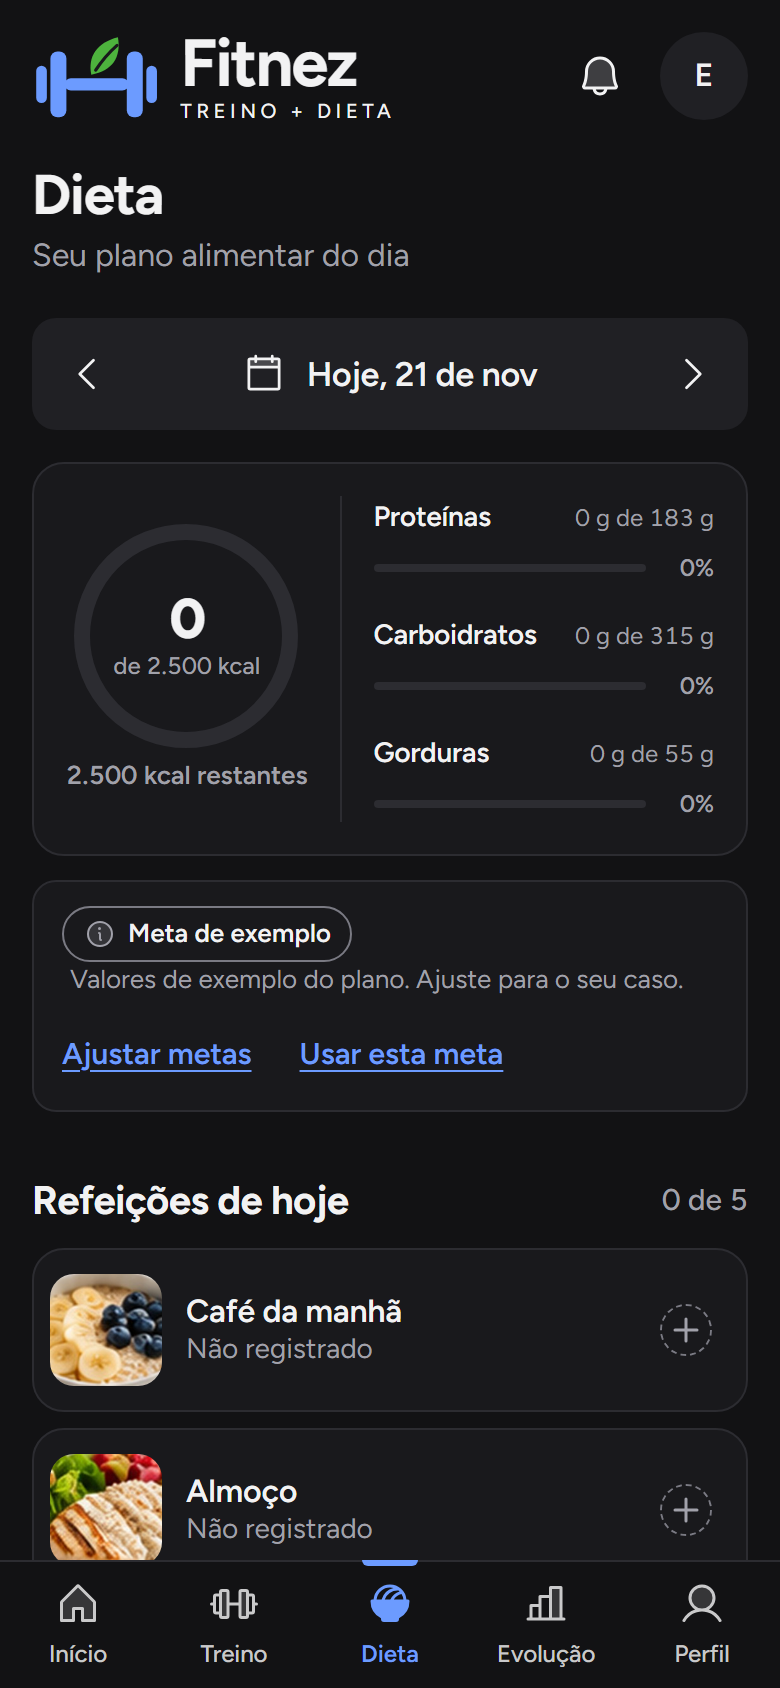 Fitnez
TREINO + DIETA
E
Dieta
Seu plano alimentar do dia
Hoje, 21 de nov
0
de 2.500 kcal
2.500 kcal restantes
Proteínas 0 g de 183 g
0%
Carboidratos 0 g de 315 g
0%
Gorduras 0 g de 55 g
0%
Meta de exemplo
Valores de exemplo do plano. Ajuste para o seu caso.
Ajustar metas Usar esta meta
Refeições de hoje 0 de 5
Café da manhã
Não registrado
Almoço
Não registrado
Início Treino Dieta Evolução Perfil